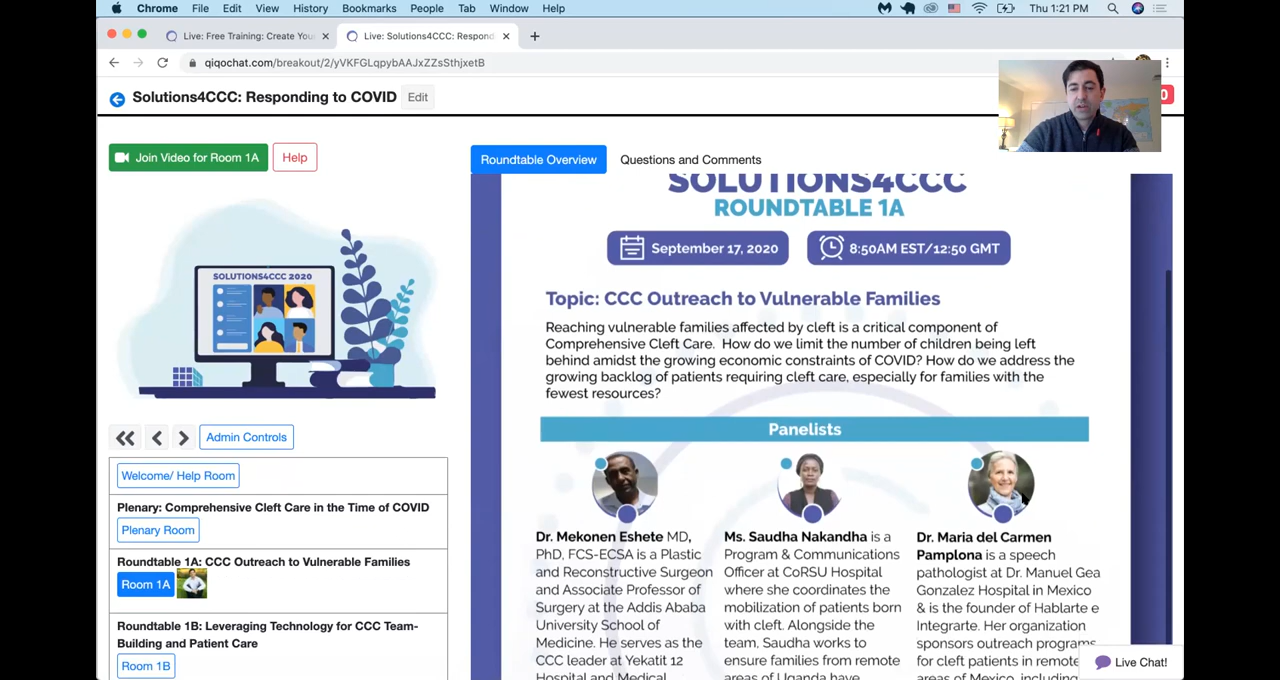 Chrome File Edit View History Bookmarks People Tab Window Help Thu 1:21 PM
Live: Free Training: Create You
Live: Solutions4CCC: Respond
qiqochat.com/breakout/2/yVKFGLqpybAAJxZZsSthjxetB
Solutions4CCC: Responding to COVID Edit
0
Join Video for Room 1A Help
SOLUTIONS4CCC 2020
Admin Controls
Welcome/ Help Room
Plenary: Comprehensive Cleft Care in the Time of COVID
Plenary Room
Roundtable 1A: CCC Outreach to Vulnerable Families
Room 1A
Roundtable 1B: Leveraging Technology for CCC Team-
Building and Patient Care
Room 1B
Roundtable Overview Questions and Comments
SOLUTIONS4CCC
ROUNDTABLE 1A
September 17, 2020 8:50AM EST/12:50 GMT
Topic: CCC Outreach to Vulnerable Families
Reaching vulnerable families affected by cleft is a critical component of
Comprehensive Cleft Care. How do we limit the number of children being left
behind amidst the growing economic constraints of COVID? How do we address the
growing backlog of patients requiring cleft care, especially for families with the
fewest resources?
Panelists
Dr. Mekonen Eshete MD,
PhD, FCS-ECSA is a Plastic
and Reconstructive Surgeon
and Associate Professor of
Surgery at the Addis Ababa
University School of
Medicine. He serves as the
CCC leader at Yekatit 12
Hospital and Medical
Ms. Saudha Nakandha is a
Program & Communications
Officer at CoRSU Hospital
where she coordinates the
mobilization of patients born
with cleft. Alongside the
team, Saudha works to
ensure families from remote
areas of Uganda have
Dr. Maria del Carmen
Pamplona is a speech
pathologist at Dr. Manuel Gea
Gonzalez Hospital in Mexico
& is the founder of Hablarte e
Integrarte. Her organization
sponsors outreach programs
for cleft patients in remote
areas of Mexico, including
Live Chat!